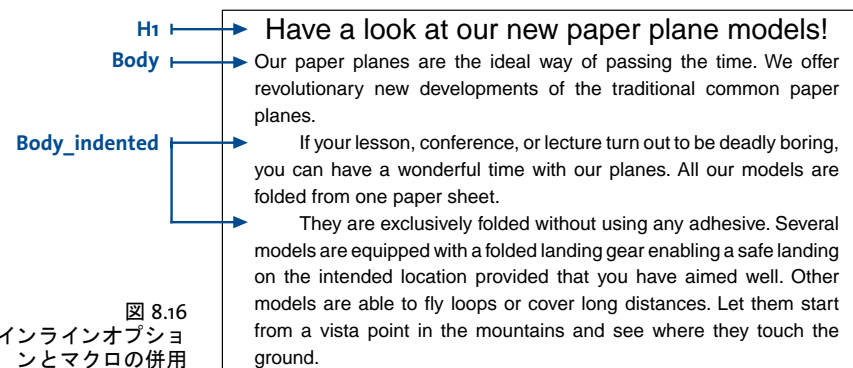 H1
Have a look at our new paper plane models!
Body
Our paper planes are the ideal way of passing the time. We offer
revolutionary new developments of the traditional common paper
planes.
Body_indented
If your lesson, conference, or lecture turn out to be deadly boring,
you can have a wonderful time with our planes. All our models are
folded from one paper sheet.
They are exclusively folded without using any adhesive. Several
models are equipped with a folded landing gear enabling a safe landing
on the intended location provided that you have aimed well. Other
models are able to fly loops or cover long distances. Let them start
from a vista point in the mountains and see where they touch the
ground.
図 8.16
インラインオプショ
ンとマクロの併用